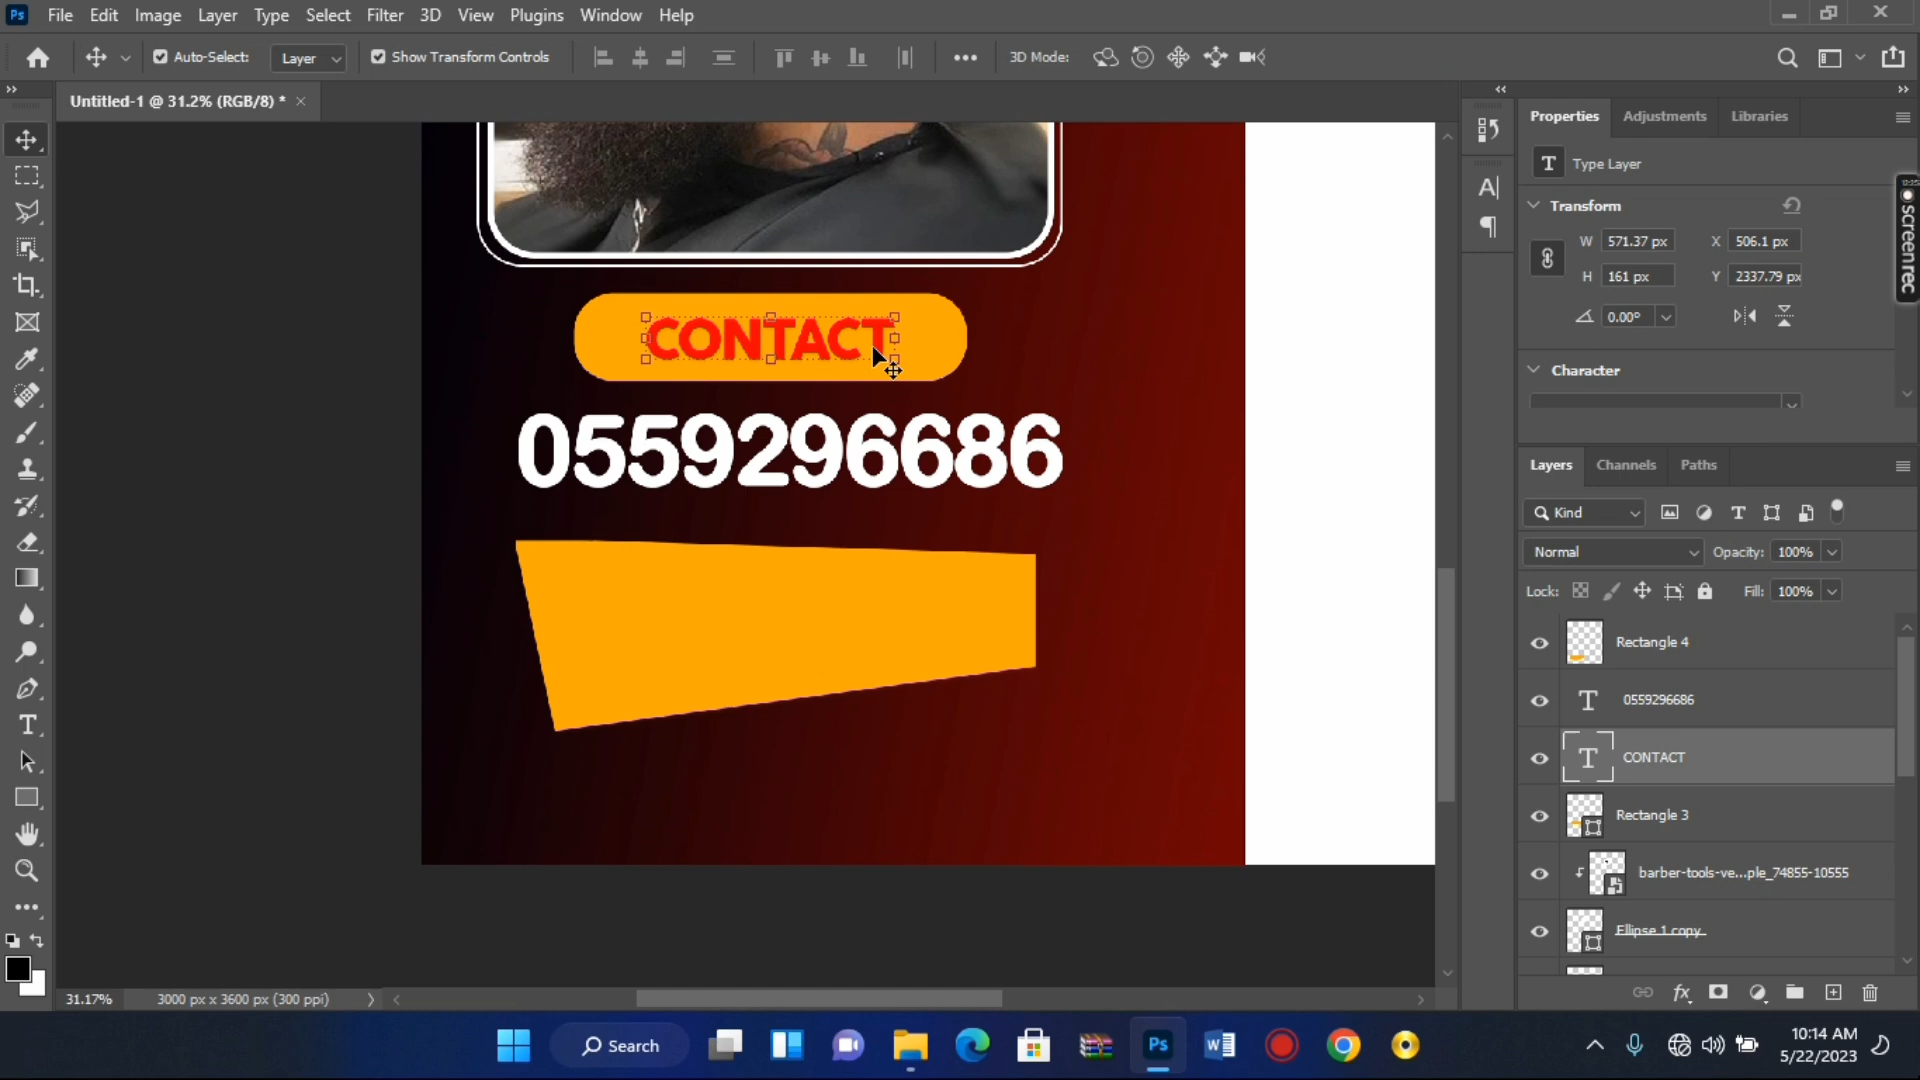 Ps File Edit Image Layer Type Select Filter 3D View Plugins Window Help
Auto-Select: Layer Show Transform Controls 3D Mode:
Untitled-1 @ 31.2% (RGB/8) *
Properties Adjustments Libraries
T Type Layer
Transform
W 571.37 px X 506.1 px
H 161 px Y 2337.79 px
0.00°
Character
screenrec
CONTACT
0559296686
Layers Channels Paths
Kind
Normal Opacity: 100%
Lock: Fill: 100%
Rectangle 4
T 0559296686
T CONTACT
Rectangle 3
barber-tools-ve...ple_74855-10555
Ellipse 1 copy
fx
31.17% 3000 px x 3600 px (300 ppi)
Search
Ps
10:14 AM
5/22/2023